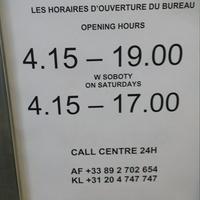 LES HORAIRES D'OUVERTURE DU BUREAU
OPENING HOURS
4.15 – 19.00
W SOBOTY
ON SATURDAYS
4.15 – 17.00
CALL CENTRE 24H
AF +33 89 2 702 654
KL +31 20 4 747 747